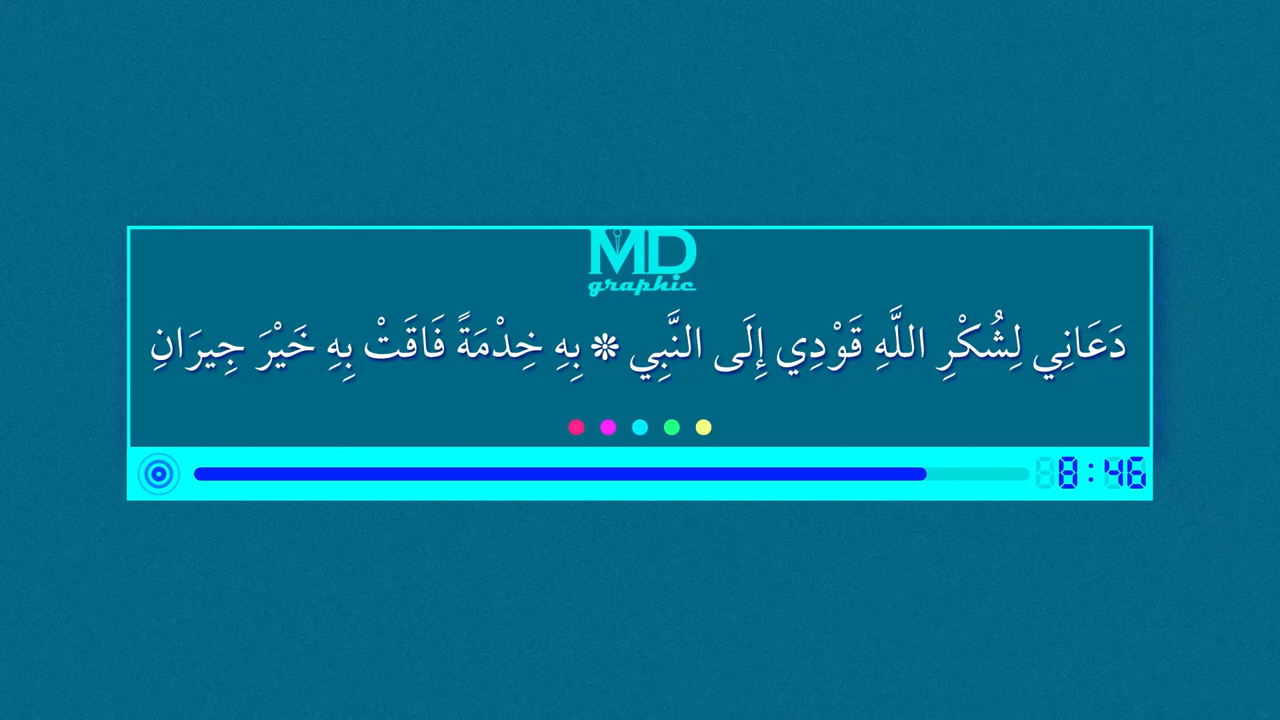 MD
graphic
دَعَانِي لِشُكْرِ اللَّهِ قَوْدِي إِلَى النَّبِي ✽ بِهِ خِدْمَةً فَاقَتْ بِهِ خَيْرَ جِيرَانِ
8:46